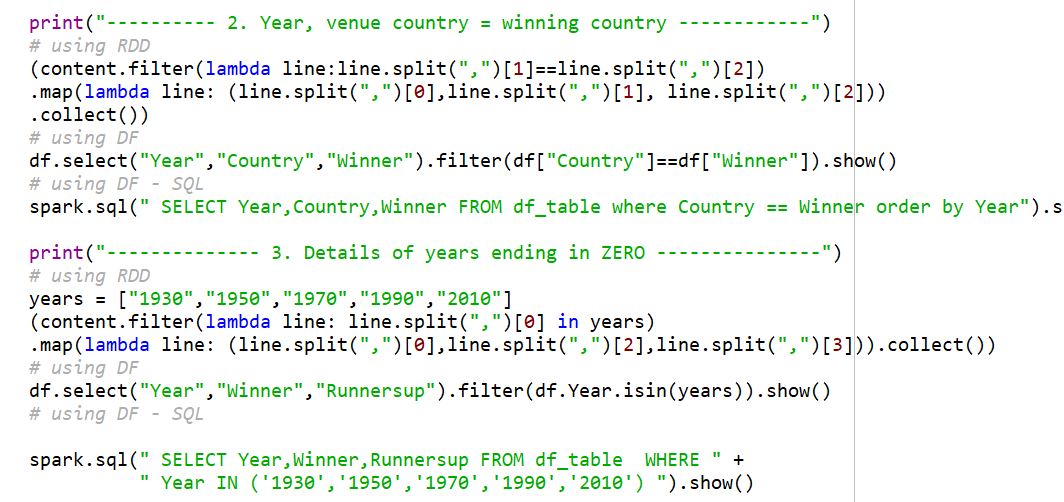 print("---------- 2. Year, venue country = winning country ------------")
# using RDD
(content.filter(lambda line:line.split(",")[1]==line.split(",")[2])
.map(lambda line: (line.split(",")[0],line.split(",")[1], line.split(",")[2]))
.collect())
# using DF
df.select("Year","Country","Winner").filter(df["Country"]==df["Winner"]).show()
# using DF - SQL
spark.sql(" SELECT Year,Country,Winner FROM df_table where Country == Winner order by Year").s
print("-------------- 3. Details of years ending in ZERO ---------------")
# using RDD
years = ["1930","1950","1970","1990","2010"]
(content.filter(lambda line: line.split(",")[0] in years)
.map(lambda line: (line.split(",")[0],line.split(",")[2],line.split(",")[3])).collect())
# using DF
df.select("Year","Winner","Runnersup").filter(df.Year.isin(years)).show()
# using DF - SQL
spark.sql(" SELECT Year,Winner,Runnersup FROM df_table  WHERE " +
" Year IN ('1930','1950','1970','1990','2010') ").show()